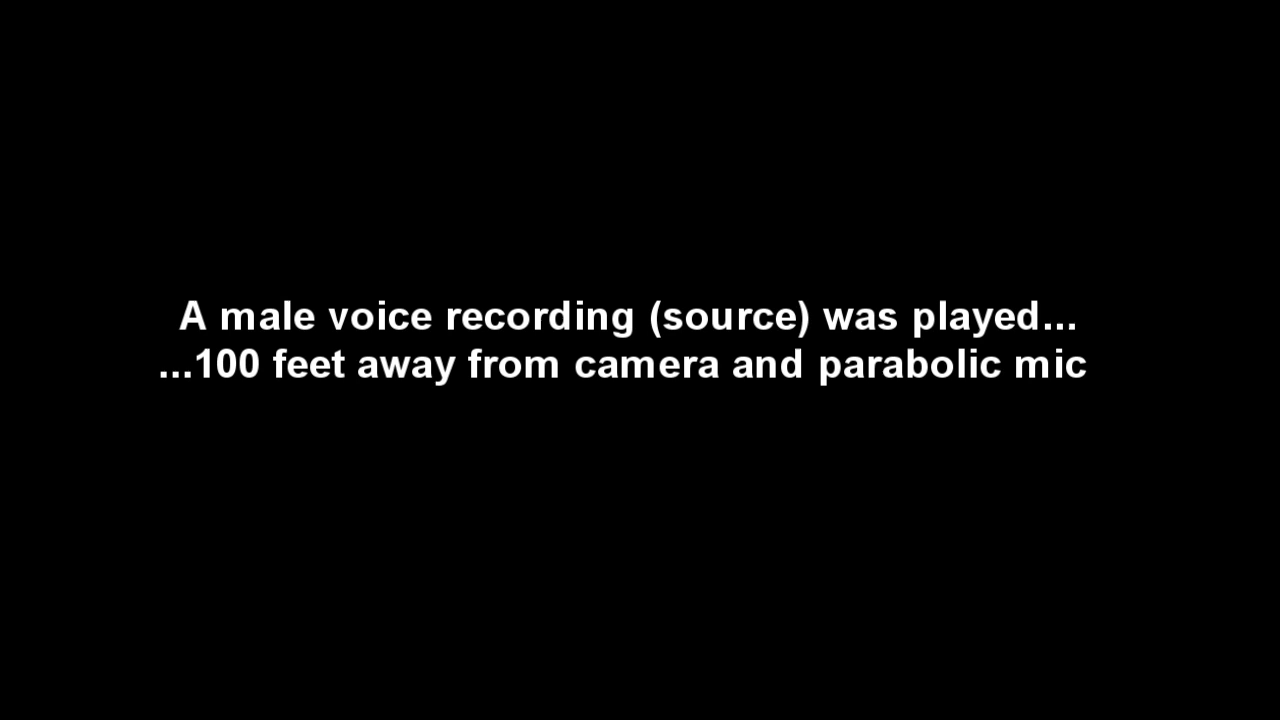 A male voice recording (source) was played...
...100 feet away from camera and parabolic mic